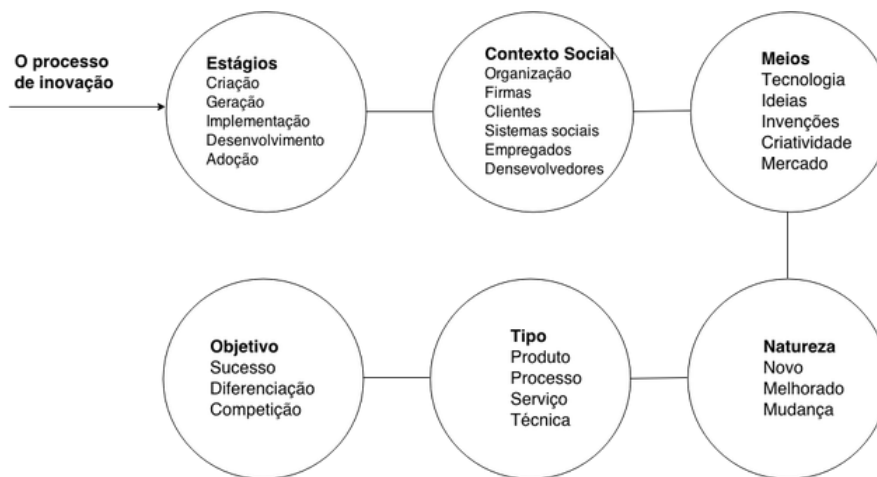 O processo
de inovação
Estágios
Criação
Geração
Implementação
Desenvolvimento
Adoção
Contexto Social
Organização
Firmas
Clientes
Sistemas sociais
Empregados
Densevolvedores
Meios
Tecnologia
Ideias
Invenções
Criatividade
Mercado
Objetivo
Sucesso
Diferenciação
Competição
Tipo
Produto
Processo
Serviço
Técnica
Natureza
Novo
Melhorado
Mudança